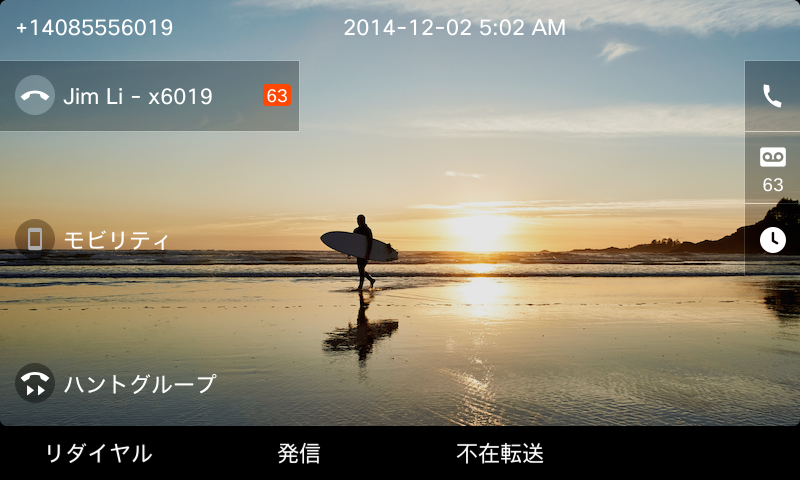 +14085556019
2014-12-02 5:02 AM
Jim Li - x6019
63
63
モビリティ
ハントグループ
リダイヤル
発信
不在転送